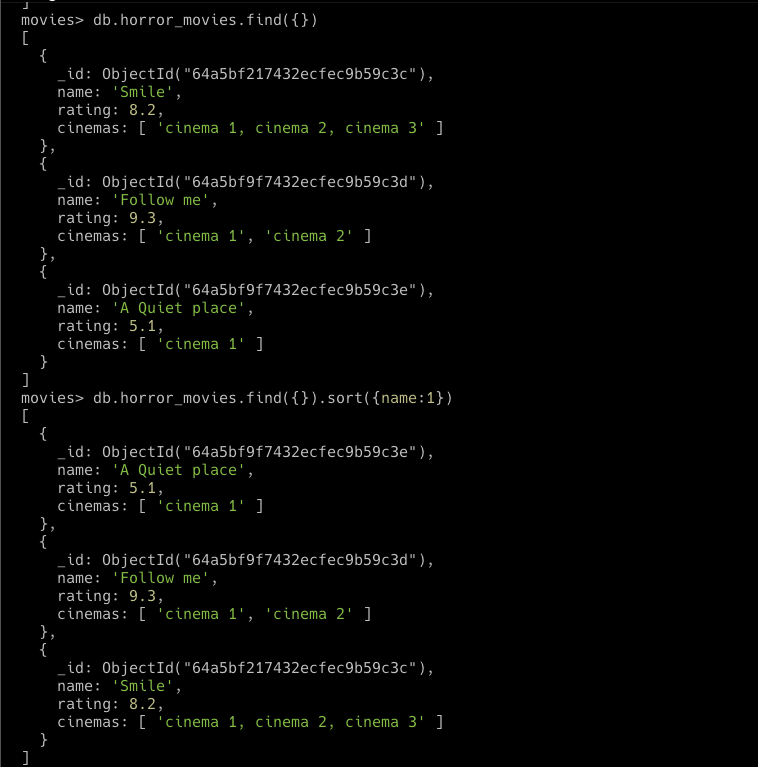 ]
movies> db.horror_movies.find({})
[
  {
    _id: ObjectId("64a5bf217432ecfec9b59c3c"),
    name: 'Smile',
    rating: 8.2,
    cinemas: [ 'cinema 1, cinema 2, cinema 3' ]
  },
  {
    _id: ObjectId("64a5bf9f7432ecfec9b59c3d"),
    name: 'Follow me',
    rating: 9.3,
    cinemas: [ 'cinema 1', 'cinema 2' ]
  },
  {
    _id: ObjectId("64a5bf9f7432ecfec9b59c3e"),
    name: 'A Quiet place',
    rating: 5.1,
    cinemas: [ 'cinema 1' ]
  }
]
movies> db.horror_movies.find({}).sort({name:1})
[
  {
    _id: ObjectId("64a5bf9f7432ecfec9b59c3e"),
    name: 'A Quiet place',
    rating: 5.1,
    cinemas: [ 'cinema 1' ]
  },
  {
    _id: ObjectId("64a5bf9f7432ecfec9b59c3d"),
    name: 'Follow me',
    rating: 9.3,
    cinemas: [ 'cinema 1', 'cinema 2' ]
  },
  {
    _id: ObjectId("64a5bf217432ecfec9b59c3c"),
    name: 'Smile',
    rating: 8.2,
    cinemas: [ 'cinema 1, cinema 2, cinema 3' ]
  }
]